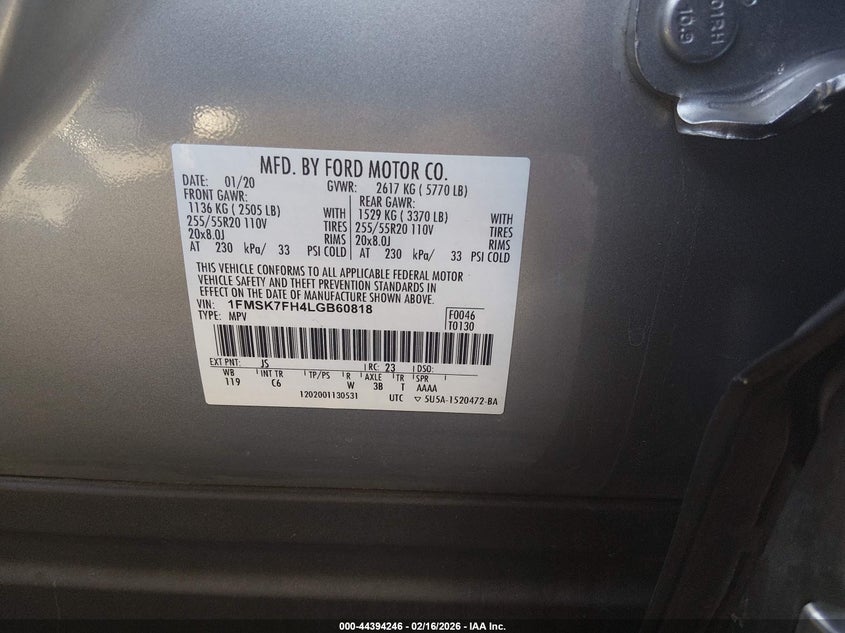 01RH
10.9
MFD. BY FORD MOTOR CO.
DATE: 01/20 GVWR: 2617 KG ( 5770 LB)
FRONT GAWR: REAR GAWR:
1136 KG ( 2505 LB) WITH 1529 KG ( 3370 LB) WITH
255/55R20 110V TIRES 255/55R20 110V TIRES
20x8.0J RIMS 20x8.0J RIMS
AT 230 kPa/ 33 PSI COLD AT 230 kPa/ 33 PSI COLD
THIS VEHICLE CONFORMS TO ALL APPLICABLE FEDERAL MOTOR
VEHICLE SAFETY AND THEFT PREVENTION STANDARDS IN
EFFECT ON THE DATE OF MANUFACTURE SHOWN ABOVE.
VIN: 1FMSK7FH4LGB60818 F0046
TYPE: MPV T0130
EXT PNT: JS RC: 23 DSO:
WB INT TR TP/PS R AXLE TR SPR
119 C6 W 3B T AAAA
1202001130531 UTC ▽ 5U5A-1520472-BA
000-44394246 - 02/16/2026 - IAA Inc.